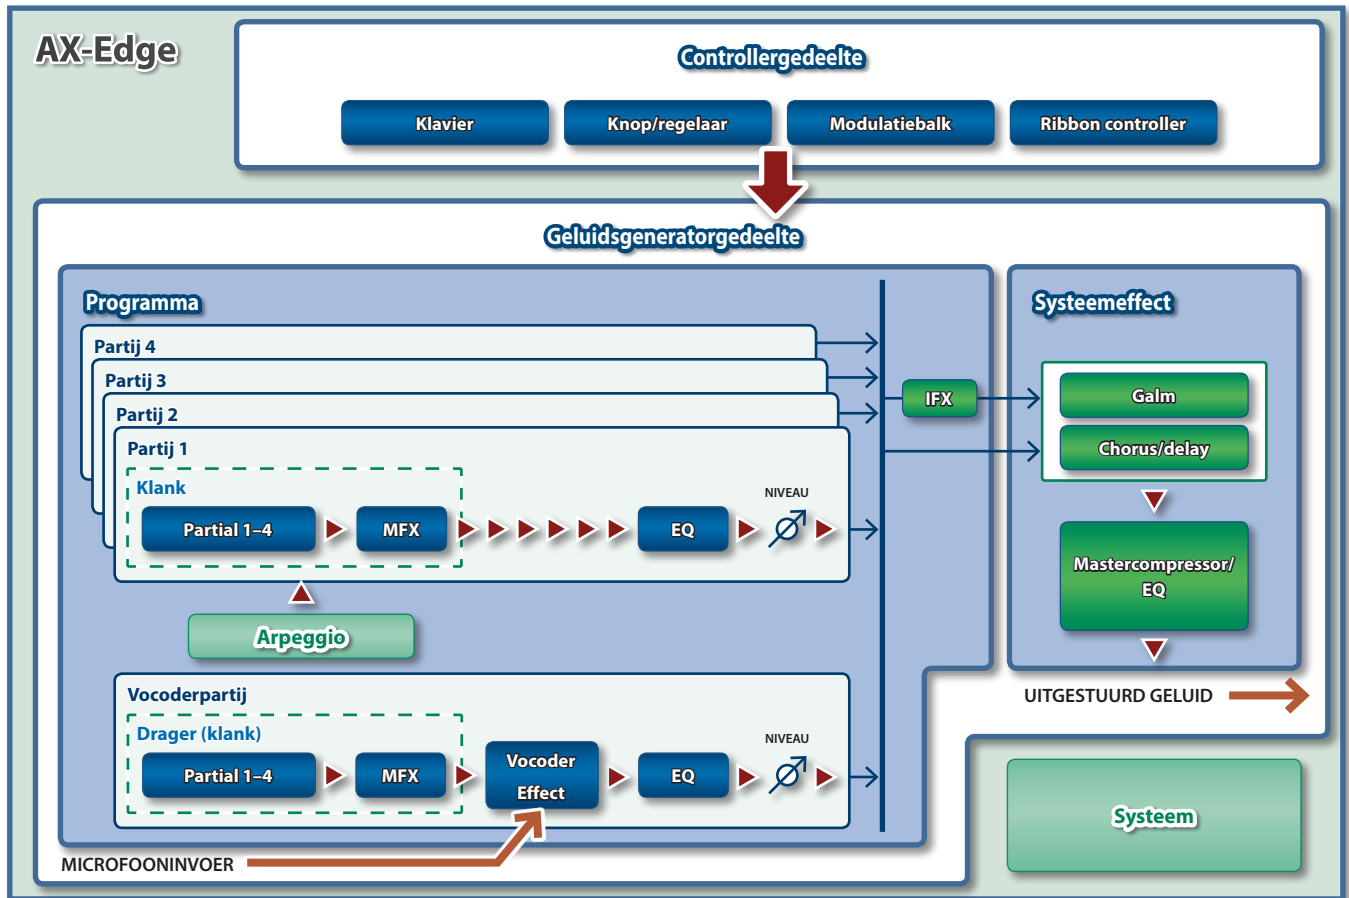 AX-Edge
Controllergedeelte
Klavier
Knop/regelaar
Modulatiebalk
Ribbon controller
Geluidsgeneratorgedeelte
Programma
Partij 4
Partij 3
Partij 2
Partij 1
Klank
Partial 1–4
MFX
EQ
NIVEAU
Arpeggio
Vocoderpartij
Drager (klank)
Partial 1–4
MFX
Vocoder
Effect
EQ
NIVEAU
MICROFOONINVOER
IFX
Systeemeffect
Galm
Chorus/delay
Mastercompressor/
EQ
UITGESTUURD GELUID
Systeem